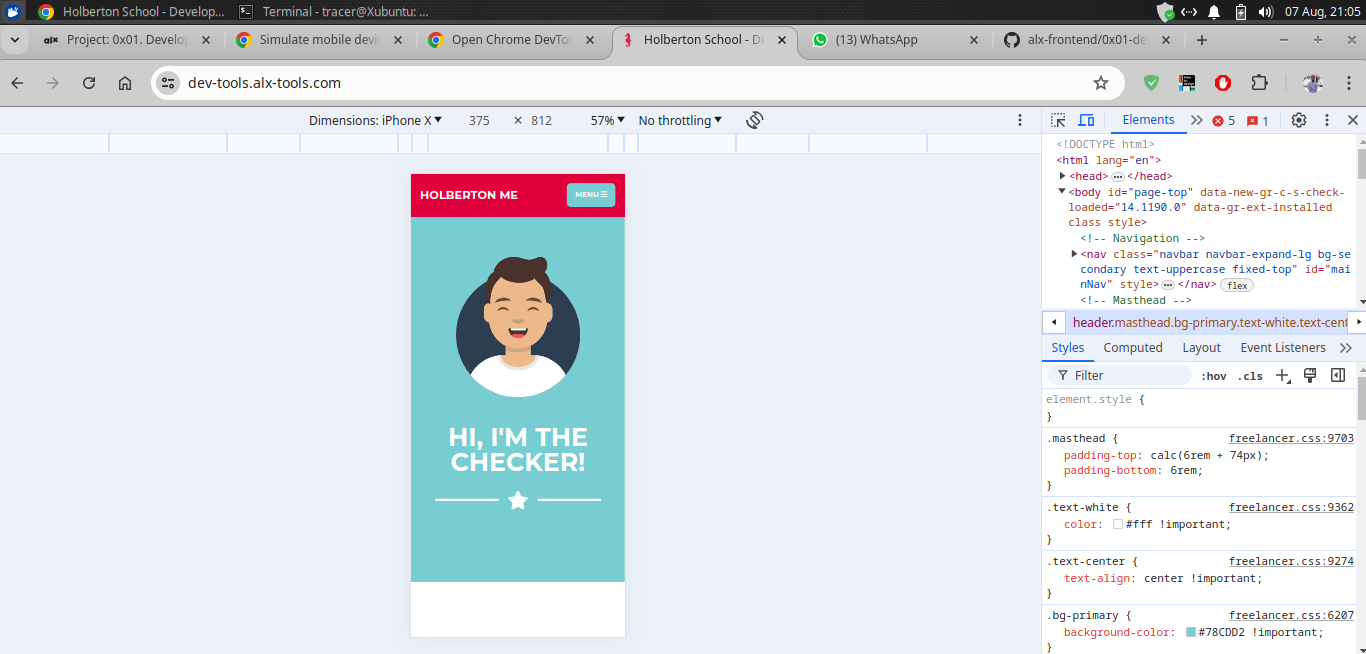 Holberton School - Develop...
Terminal - tracer@Xubuntu: ...
07 Aug, 21:05
alx Project: 0x01. Develop
Simulate mobile devi
Open Chrome DevToo
Holberton School - De
(13) WhatsApp
alx-frontend/0x01-de
dev-tools.alx-tools.com
Dimensions: iPhone X
375 × 812
57%
No throttling
Elements
5
1
HOLBERTON ME
MENU
HI, I'M THE
CHECKER!
<!DOCTYPE html>
<html lang="en">
<head> ••• </head>
<body id="page-top" data-new-gr-c-s-check-
loaded="14.1190.0" data-gr-ext-installed
class style>
<!-- Navigation -->
<nav class="navbar navbar-expand-lg bg-se
condary text-uppercase fixed-top" id="mai
nNav" style> ••• </nav> flex
<!-- Masthead -->
header.masthead.bg-primary.text-white.text-cent
Styles Computed Layout Event Listeners
Filter :hov .cls
element.style {
}
.masthead { freelancer.css:9703
padding-top: calc(6rem + 74px);
padding-bottom: 6rem;
}
.text-white { freelancer.css:9362
color: #fff !important;
}
.text-center { freelancer.css:9274
text-align: center !important;
}
.bg-primary { freelancer.css:6207
background-color: #78CDD2 !important;
}